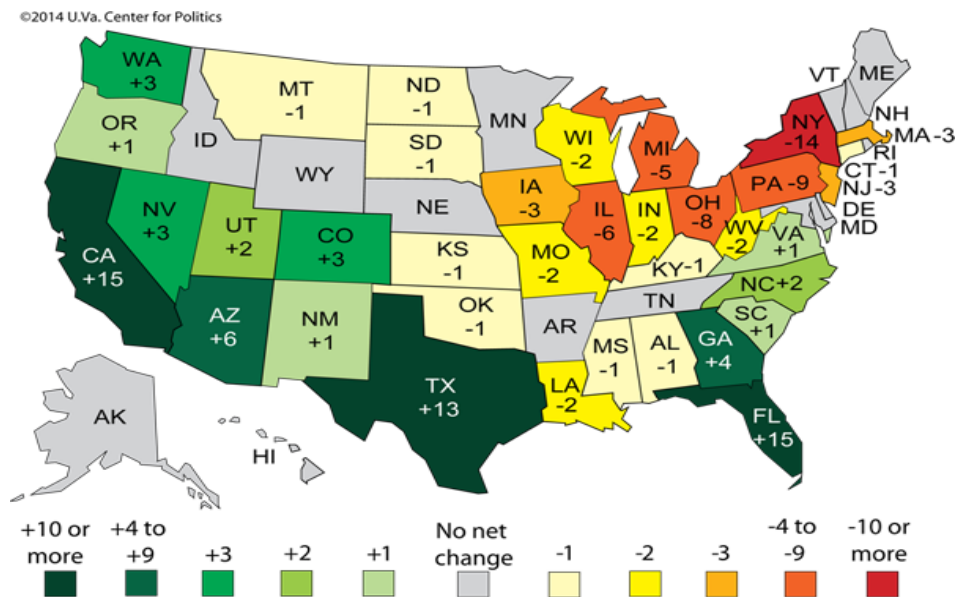 ©2014 U.Va. Center for Politics
WA
+3
OR
+1
ID
MT
-1
WY
ND
-1
SD
-1
NE
MN
WI
-2
MI
-5
VT
ME
NH
NY
-14
MA -3
RI
CT -1
NJ -3
DE
MD
PA -9
CA
+15
NV
+3
UT
+2
CO
+3
KS
-1
IA
-3
MO
-2
IL
-6
IN
-2
OH
-8
WV
-2
VA
+1
KY -1
NC+2
TN
SC
+1
AZ
+6
NM
+1
OK
-1
AR
TX
+13
LA
-2
MS
-1
AL
-1
GA
+4
FL
+15
AK
HI
+10 or
more
+4 to
+9
+3
+2
+1
No net
change
-1
-2
-3
-4 to
-9
-10 or
more